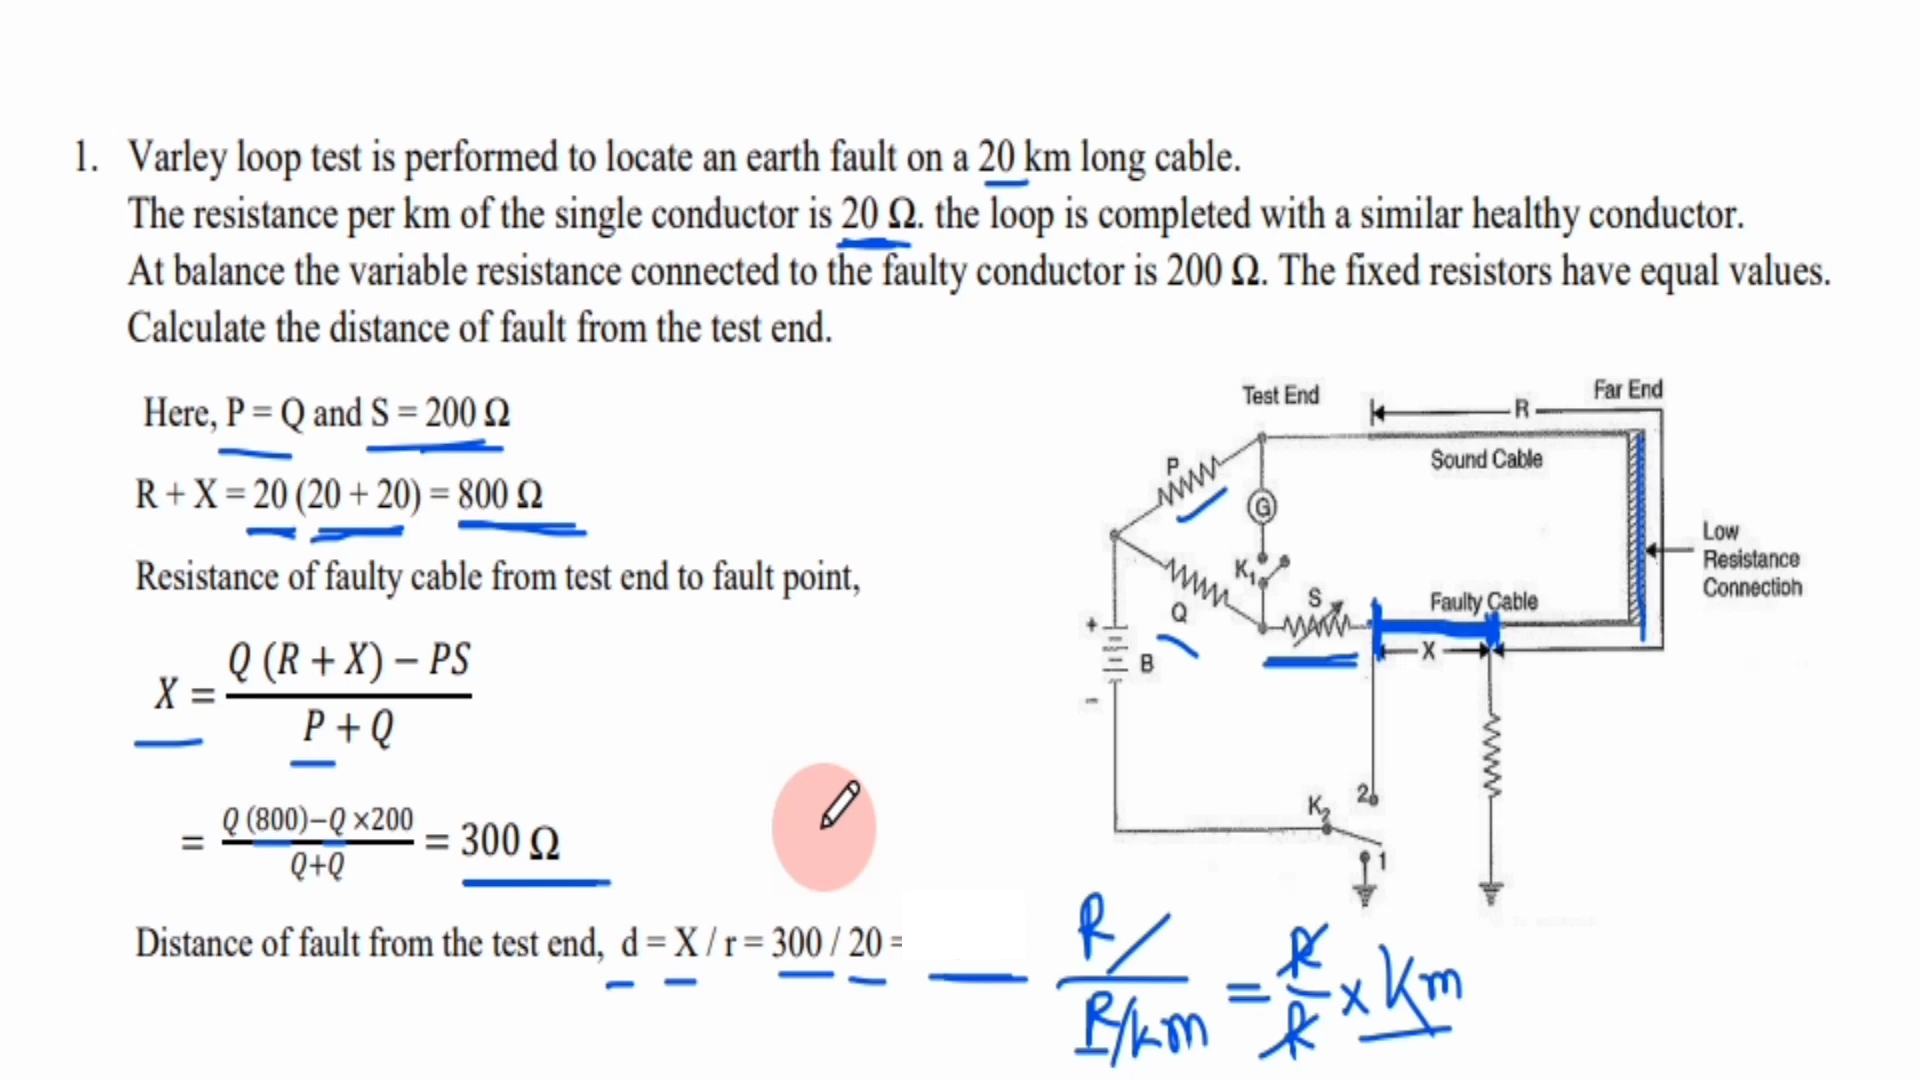 1. Varley loop test is performed to locate an earth fault on a 20 km long cable.
The resistance per km of the single conductor is 20 Ω. the loop is completed with a similar healthy conductor.
At balance the variable resistance connected to the faulty conductor is 200 Ω. The fixed resistors have equal values.
Calculate the distance of fault from the test end.
Here, P = Q and S = 200 Ω
R + X = 20 (20 + 20) = 800 Ω
Resistance of faulty cable from test end to fault point,
X = Q (R + X) − PS / P + Q
= Q (800)−Q ×200 / Q+Q = 300 Ω
Distance of fault from the test end, d = X / r = 300 / 20 =
Test End
Far End
R
Sound Cable
P
G
K1
Q
S
Faulty Cable
X
Low
Resistance
Connection
+
B
−
K2
2
1
R/
R/km = R/R × Km